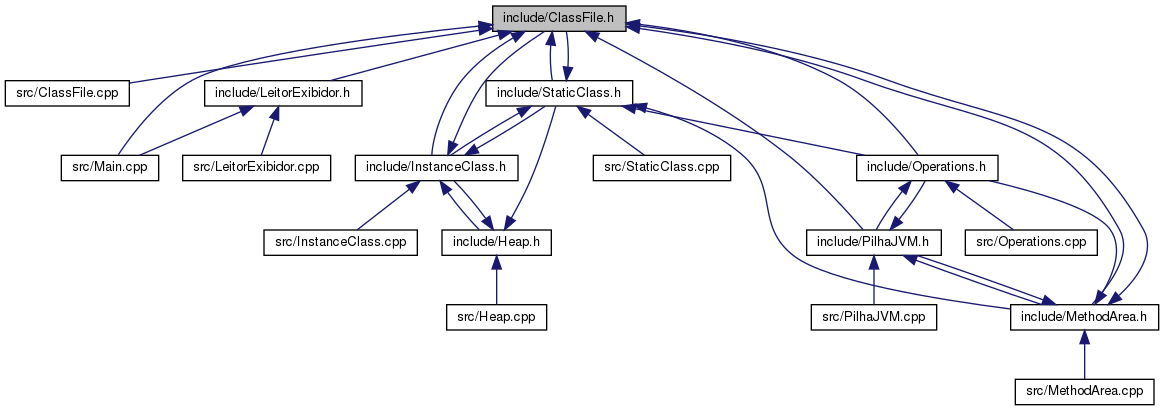 include/ClassFile.h
src/ClassFile.cpp
include/LeitorExibidor.h
include/StaticClass.h
src/Main.cpp
src/LeitorExibidor.cpp
include/InstanceClass.h
src/StaticClass.cpp
include/Operations.h
src/InstanceClass.cpp
include/Heap.h
include/PilhaJVM.h
src/Operations.cpp
src/Heap.cpp
src/PilhaJVM.cpp
include/MethodArea.h
src/MethodArea.cpp